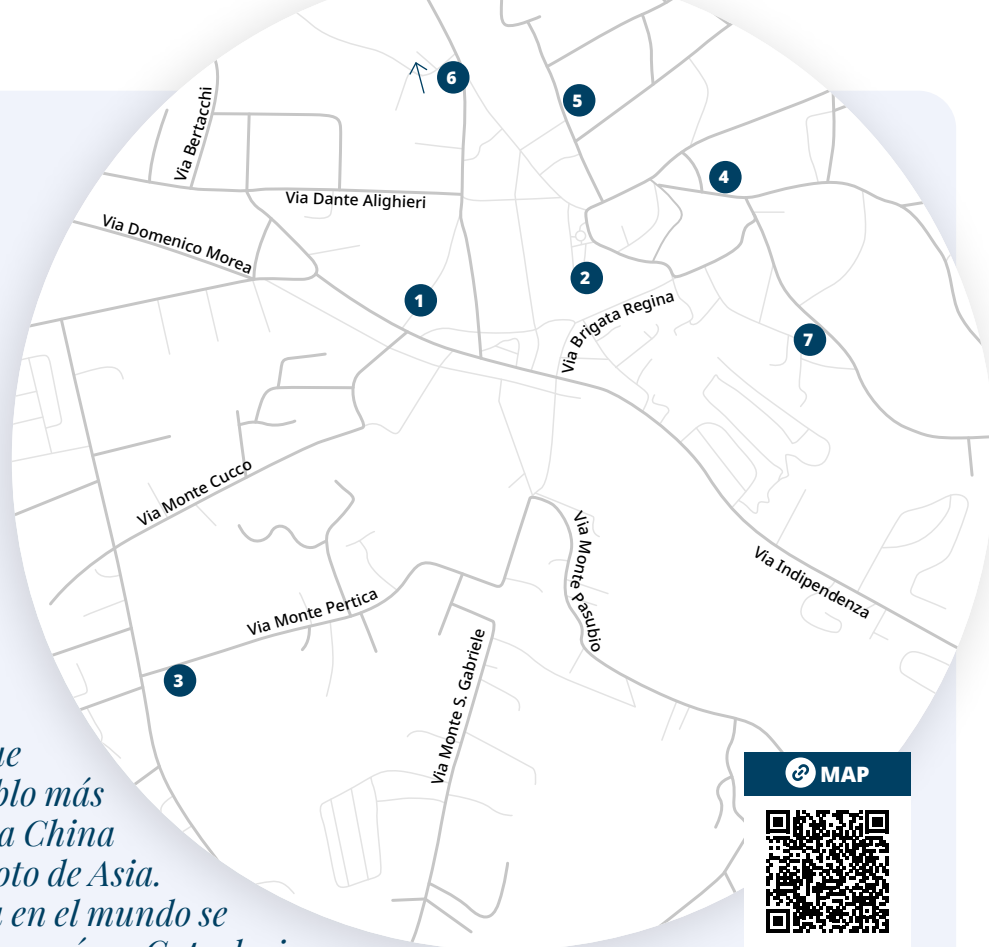 6
5
Via Bertacchi
4
Via Dante Alighieri
Via Domenico Morea
2
1
Via Brigata Regina
7
Via Monte Cucco
Via Monte Pasubio
Via Indipendenza
Via Monte Pertica
Via Monte S. Gabriele
3
MAP
más
a China
de Asia.
en el mundo se